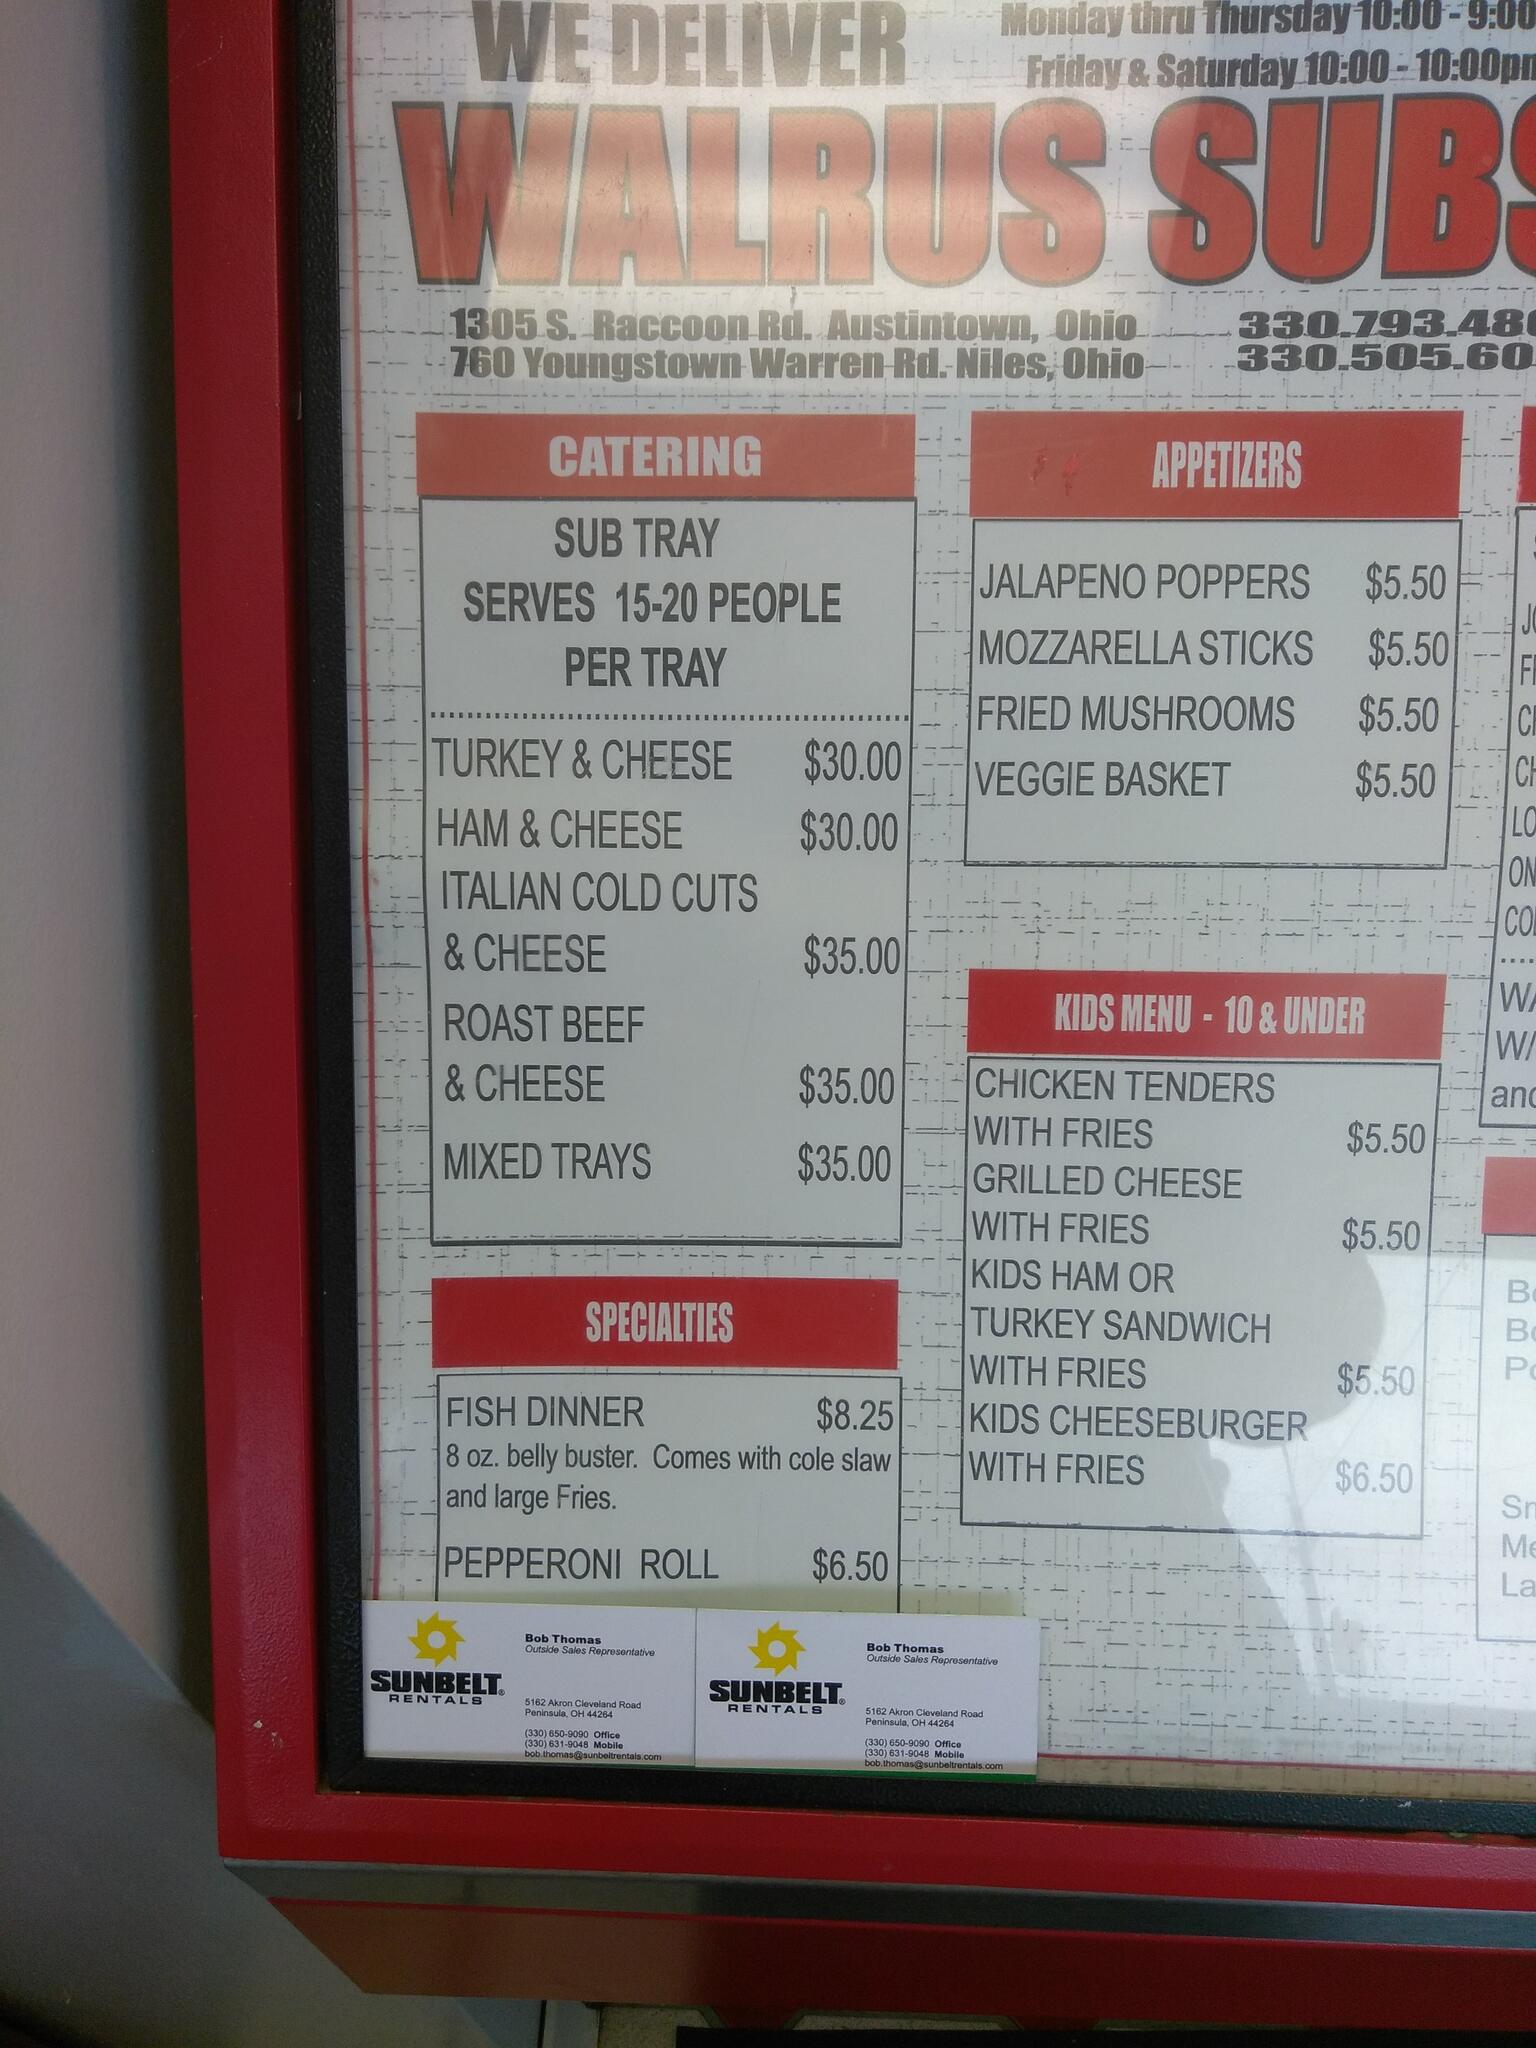 WE DELIVER
Monday thru Thursday 10:00 - 9:00
Friday & Saturday 10:00 - 10:00pm
WALRUS SUBS
1305 S. Raccoon Rd. Austintown, Ohio
760 Youngstown Warren Rd. Niles, Ohio
330.793.48
330.505.60
CATERING
SUB TRAY
SERVES 15-20 PEOPLE
PER TRAY
TURKEY & CHEESE $30.00
HAM & CHEESE $30.00
ITALIAN COLD CUTS
& CHEESE $35.00
ROAST BEEF
& CHEESE $35.00
MIXED TRAYS $35.00
SPECIALTIES
FISH DINNER $8.25
8 oz. belly buster. Comes with cole slaw
and large Fries.
PEPPERONI ROLL $6.50
APPETIZERS
JALAPENO POPPERS $5.50
MOZZARELLA STICKS $5.50
FRIED MUSHROOMS $5.50
VEGGIE BASKET $5.50
KIDS MENU - 10 & UNDER
CHICKEN TENDERS
WITH FRIES $5.50
GRILLED CHEESE
WITH FRIES $5.50
KIDS HAM OR
TURKEY SANDWICH
WITH FRIES $5.50
KIDS CHEESEBURGER
WITH FRIES $6.50
W/
and
SUNBELT®
RENTALS
Bob Thomas
Outside Sales Representative
5162 Akron Cleveland Road
Peninsula, OH 44264
(330) 650-9090 Office
(330) 631-9048 Mobile
bob.thomas@sunbeltrentals.com
SUNBELT®
RENTALS
Bob Thomas
Outside Sales Representative
5162 Akron Cleveland Road
Peninsula, OH 44264
(330) 650-9090 Office
(330) 631-9048 Mobile
bob.thomas@sunbeltrentals.com